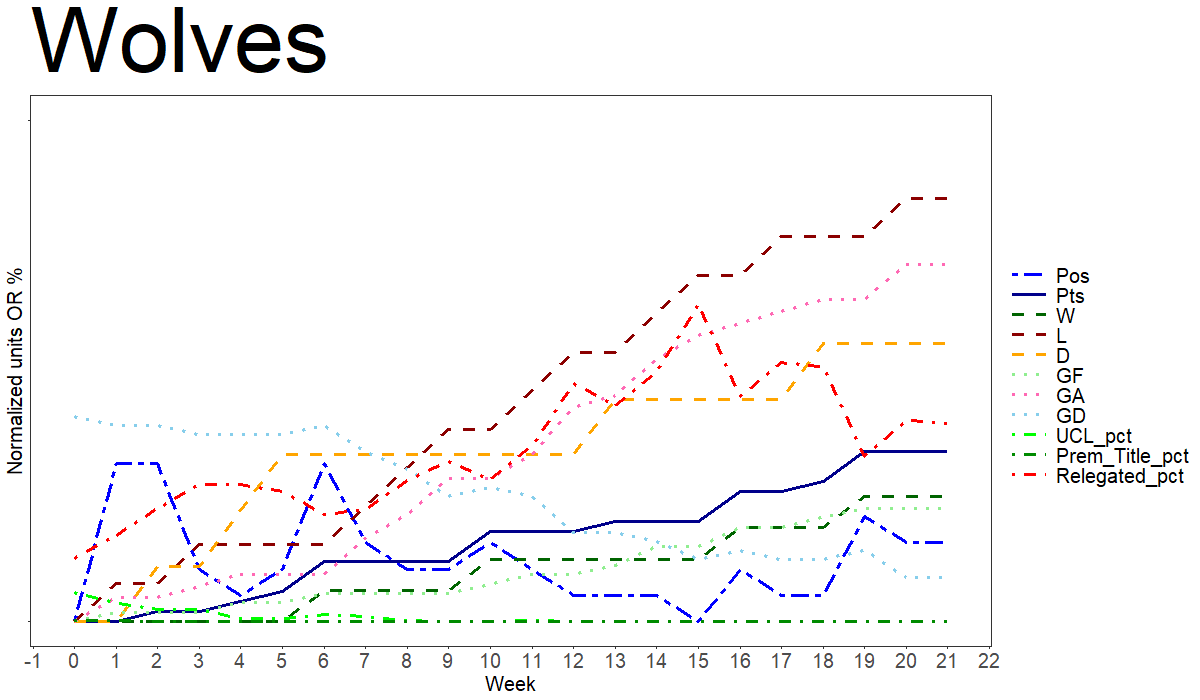 Wolves
Normalized units OR %
-1 0 1 2 3 4 5 6 7 8 9 10 11 12 13 14 15 16 17 18 19 20 21 22
Week
Pos
Pts
W
L
D
GF
GA
GD
UCL_pct
Prem_Title_pct
Relegated_pct